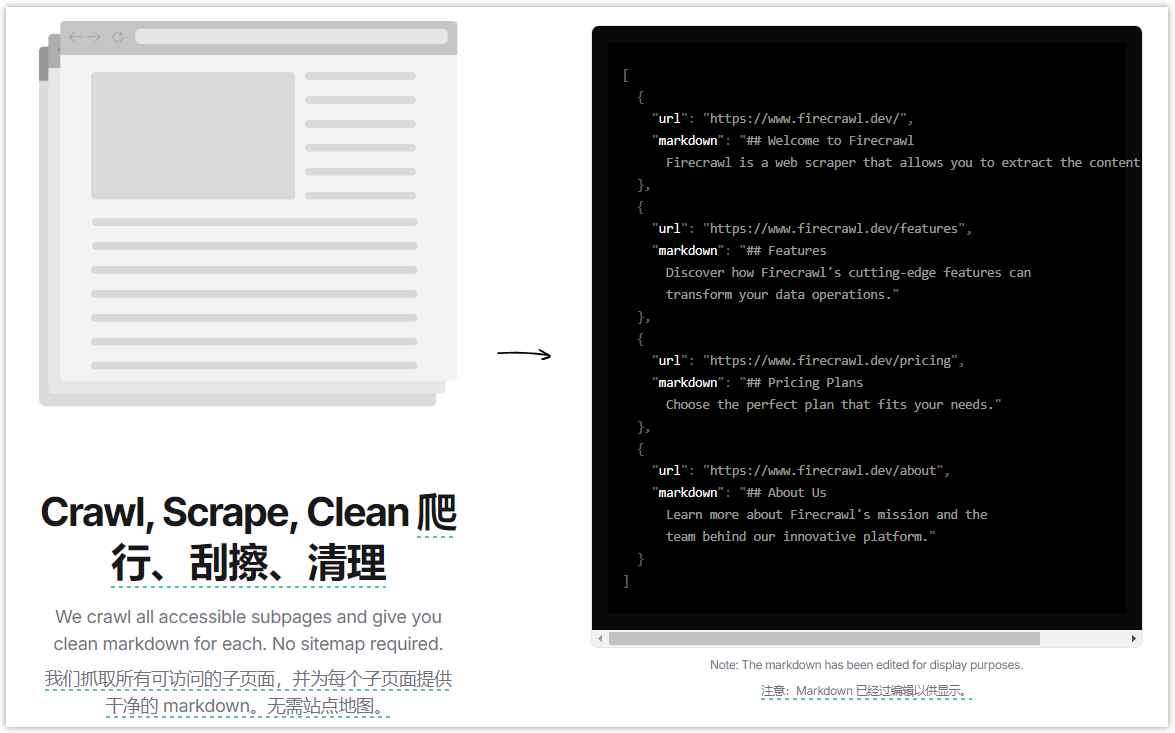 Crawl, Scrape, Clean 爬
行、刮擦、清理
We crawl all accessible subpages and give you
clean markdown for each. No sitemap required.
我们抓取所有可访问的子页面，并为每个子页面提供
干净的 markdown。无需站点地图。
[
  {
    "url": "https://www.firecrawl.dev/",
    "markdown": "## Welcome to Firecrawl
      Firecrawl is a web scraper that allows you to extract the content
  },
  {
    "url": "https://www.firecrawl.dev/features",
    "markdown": "## Features
      Discover how Firecrawl's cutting-edge features can
      transform your data operations."
  },
  {
    "url": "https://www.firecrawl.dev/pricing",
    "markdown": "## Pricing Plans
      Choose the perfect plan that fits your needs."
  },
  {
    "url": "https://www.firecrawl.dev/about",
    "markdown": "## About Us
      Learn more about Firecrawl's mission and the
      team behind our innovative platform."
  }
]
Note: The markdown has been edited for display purposes.
注意：Markdown 已经过编辑以供显示。